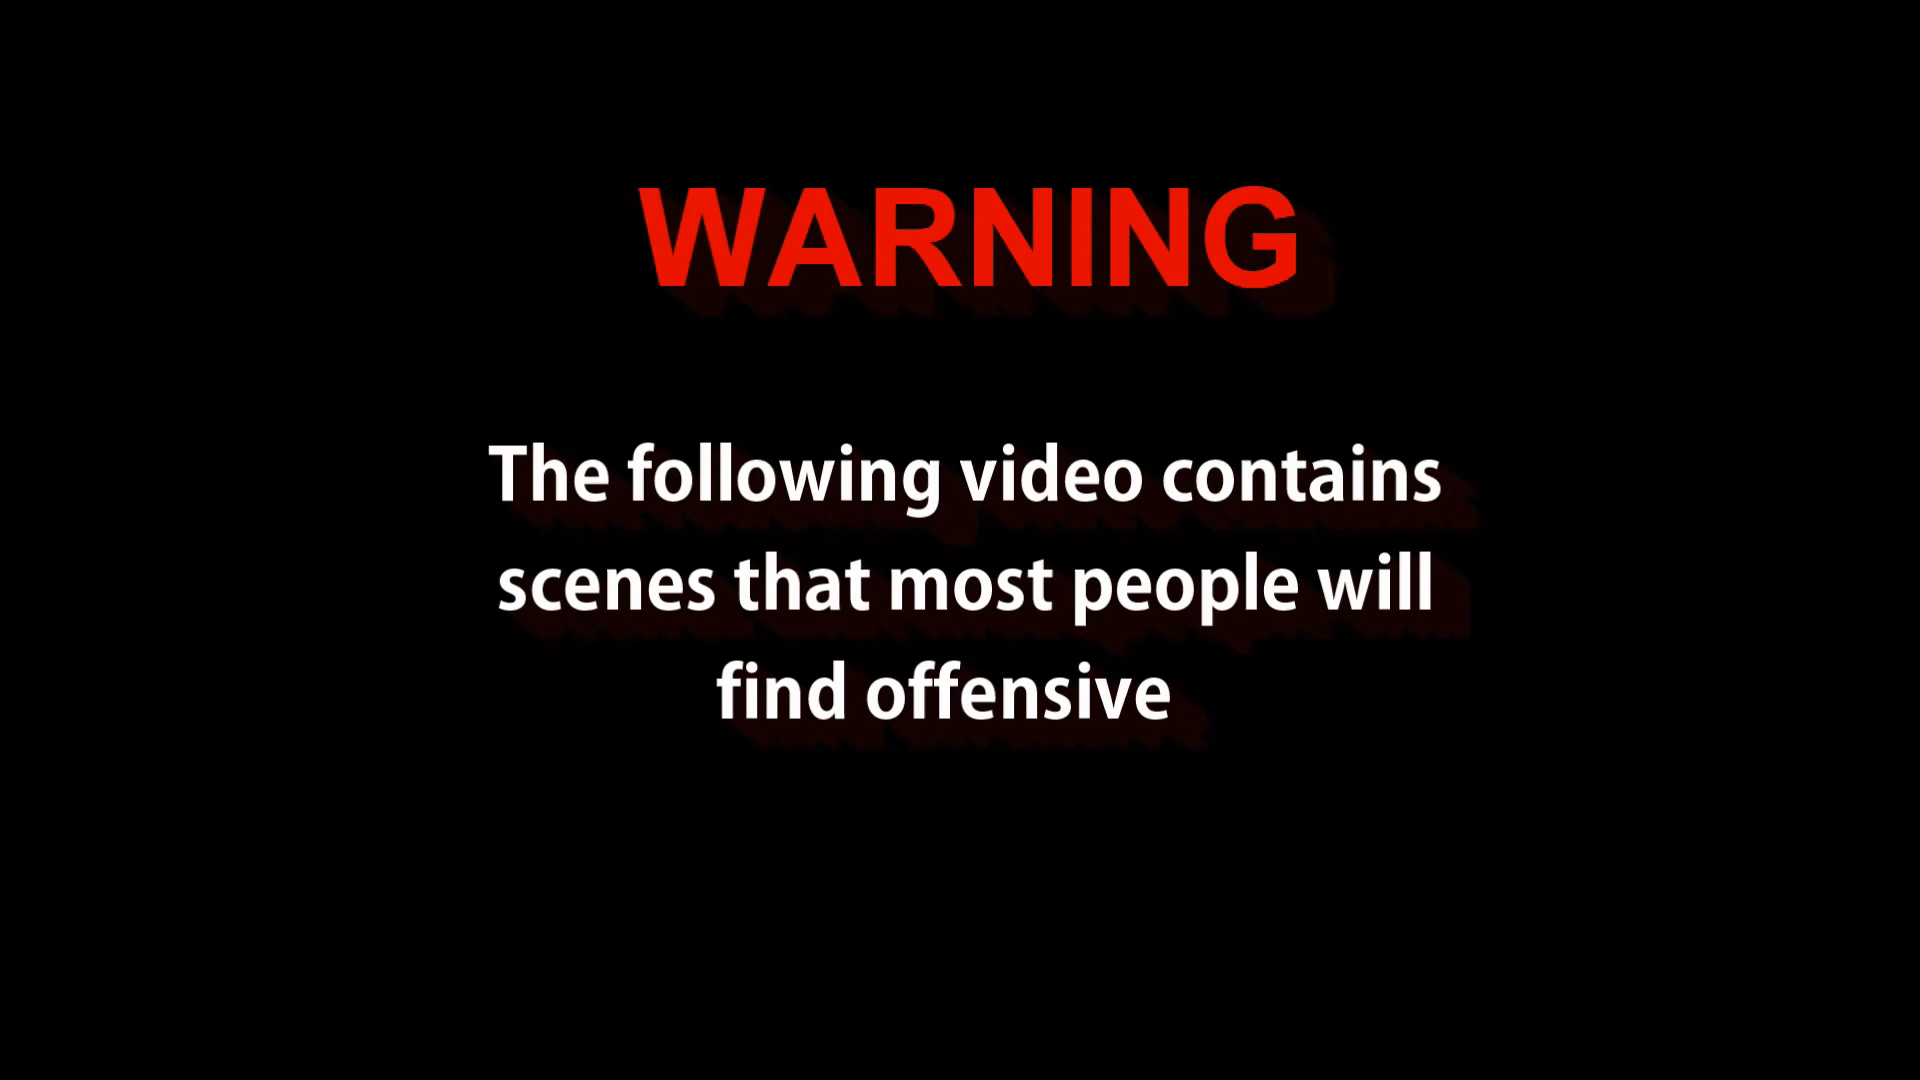 WARNING
The following video contains
scenes that most people will
find offensive